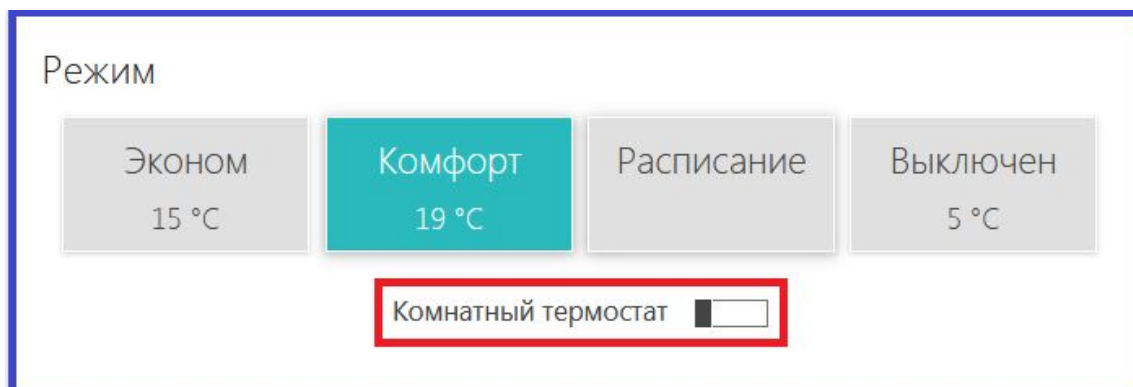 Режим
Эконом
15 °C
Комфорт
19 °C
Расписание
Выключен
5 °C
Комнатный термостат